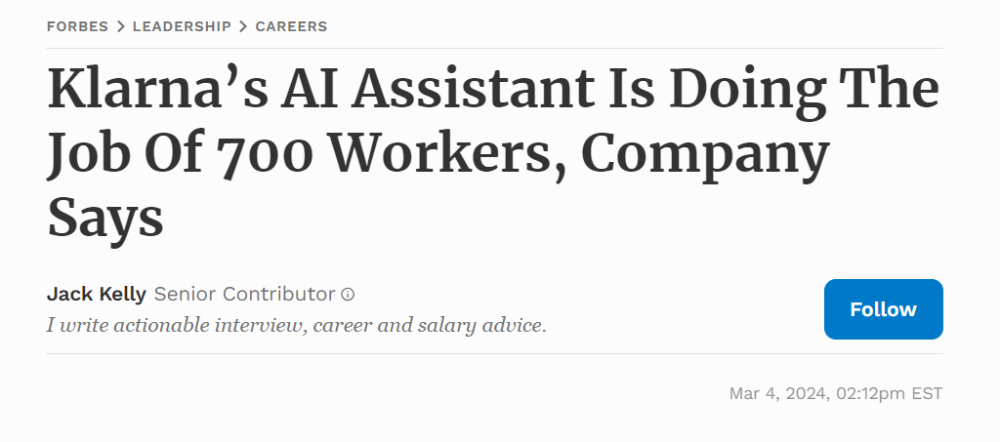 FORBES > LEADERSHIP > CAREERS
Klarna’s AI Assistant Is Doing The
Job Of 700 Workers, Company
Says
Jack Kelly Senior Contributor
I write actionable interview, career and salary advice.
Follow
Mar 4, 2024, 02:12pm EST